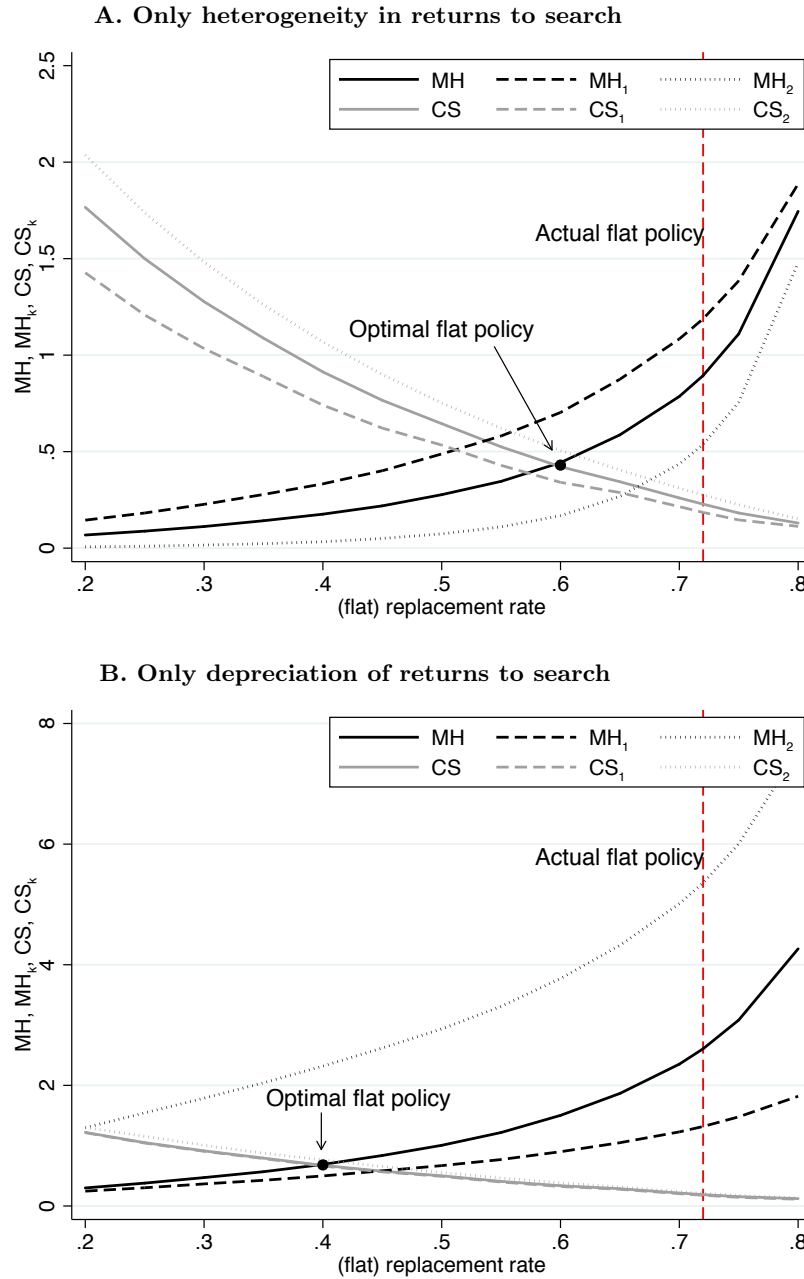 A. Only heterogeneity in returns to search
MH MH₁ MH₂
CS CS₁ CS₂
2.5
2
1.5
1
.5
0
MH, MHₖ, CS, CSₖ
Actual flat policy
Optimal flat policy
.2 .3 .4 .5 .6 .7 .8
(flat) replacement rate
B. Only depreciation of returns to search
MH MH₁ MH₂
CS CS₁ CS₂
8
6
4
2
0
MH, MHₖ, CS, CSₖ
Actual flat policy
Optimal flat policy
.2 .3 .4 .5 .6 .7 .8
(flat) replacement rate